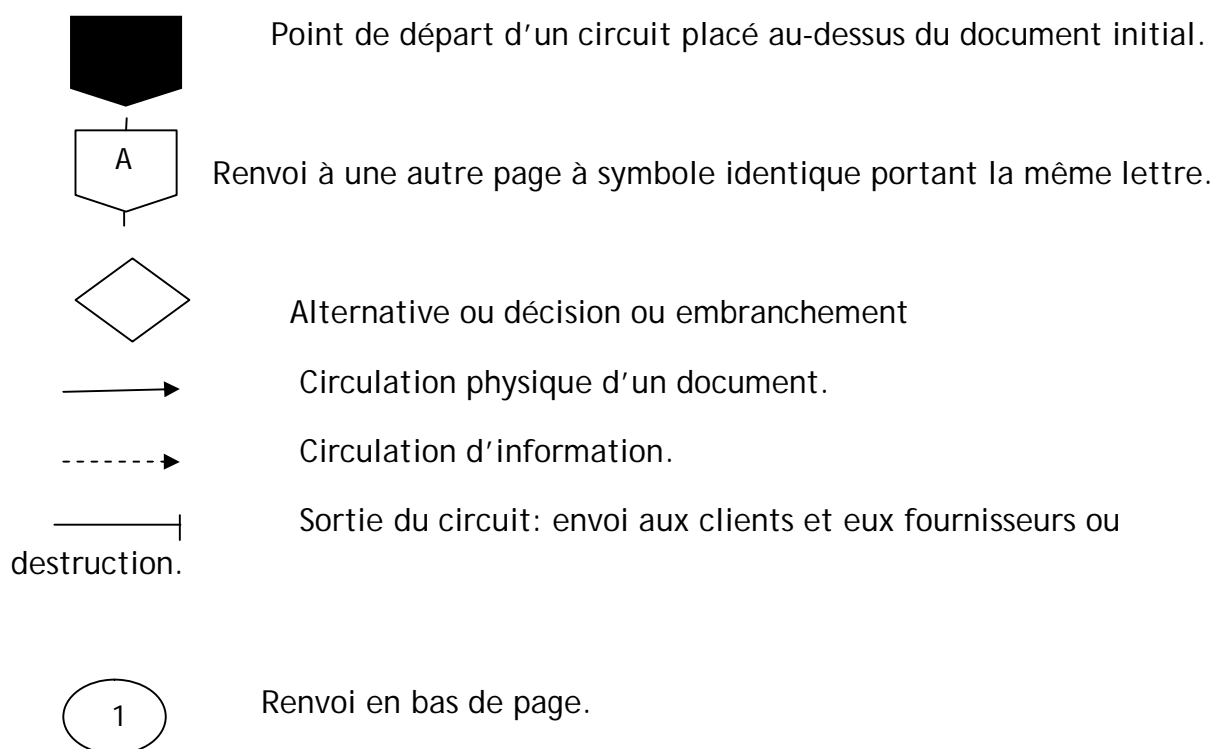 Point de départ d'un circuit placé au-dessus du document initial.
A
Renvoi à une autre page à symbole identique portant la même lettre.
Alternative ou décision ou embranchement
Circulation physique d'un document.
Circulation d'information.
Sortie du circuit: envoi aux clients et eux fournisseurs ou
destruction.
1
Renvoi en bas de page.